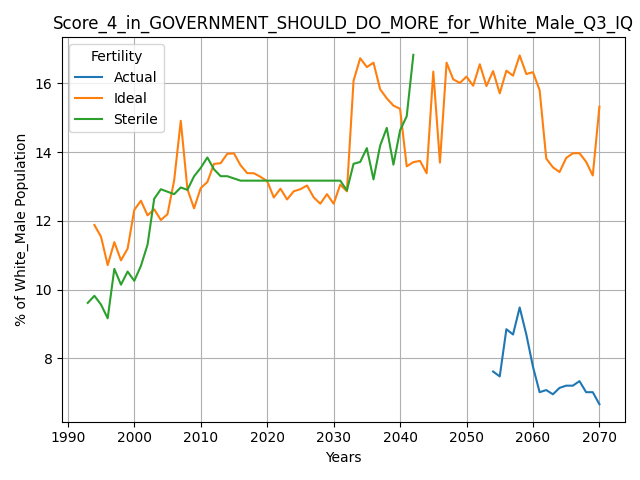 Score_4_in_GOVERNMENT_SHOULD_DO_MORE_for_White_Male_Q3_IQ
Fertility
Actual
Ideal
Sterile
% of White_Male Population
16
14
12
10
8
1990 2000 2010 2020 2030 2040 2050 2060 2070
Years